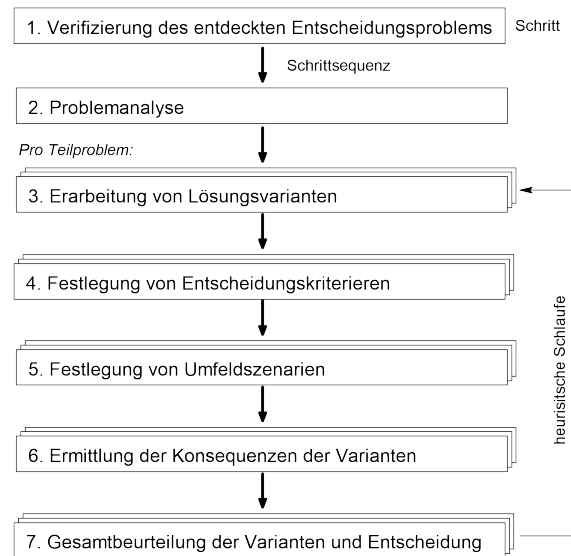 1. Verifizierung des entdeckten Entscheidungsproblems
Schritt
Schrittsequenz
2. Problemanalyse
Pro Teilproblem:
3. Erarbeitung von Lösungsvarianten
4. Festlegung von Entscheidungskriterieren
5. Festlegung von Umfeldszenarien
heurisitsche Schlaufe
6. Ermittlung der Konsequenzen der Varianten
7. Gesamtbeurteilung der Varianten und Entscheidung